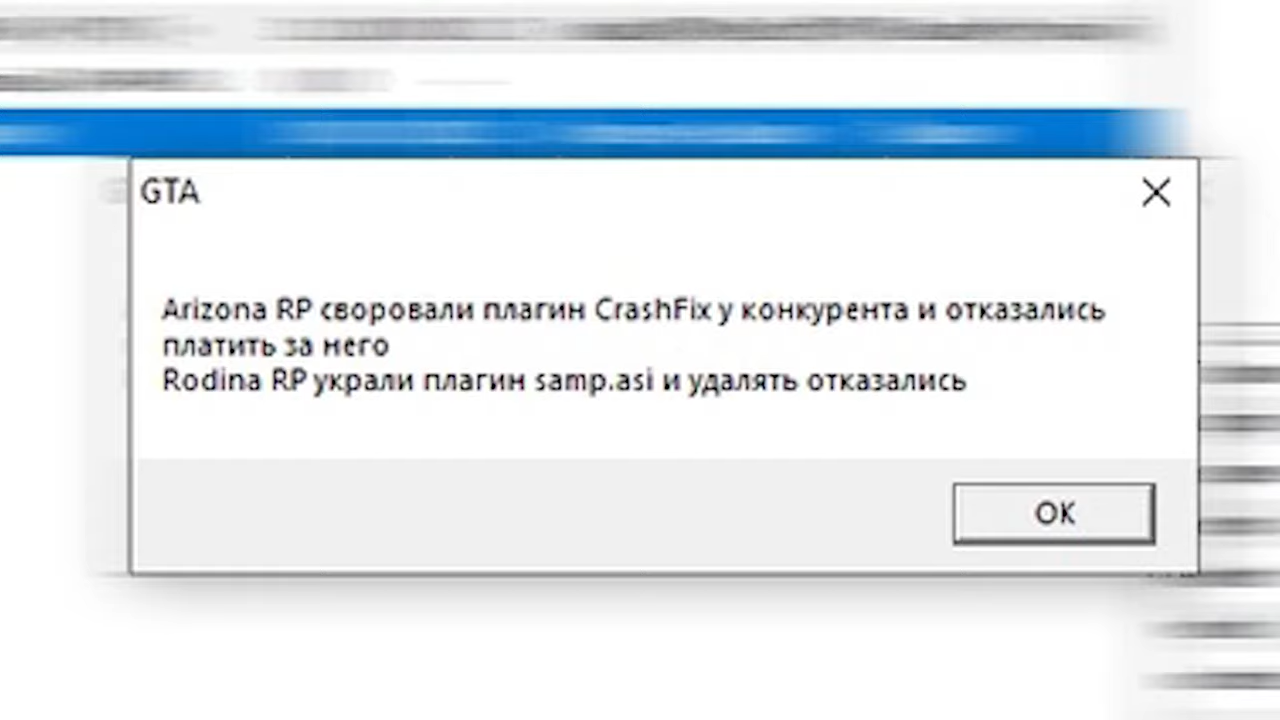 GTA
Arizona RP своровали плагин CrashFix у конкурента и отказались
платить за него
Rodina RP украли плагин samp.asi и удалять отказались
OK